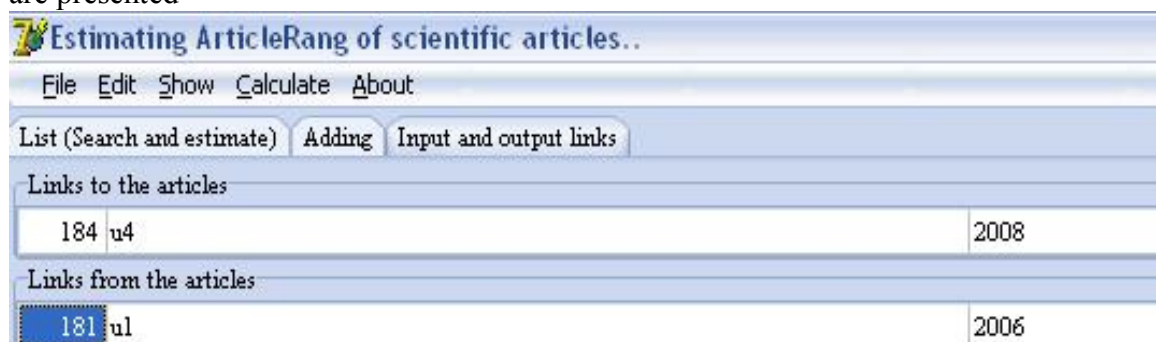 are presented
Estimating ArticleRang of scientific articles..
File Edit Show Calculate About
List (Search and estimate) Adding Input and output links
Links to the articles
184 u4 2008
Links from the articles
181 u1 2006